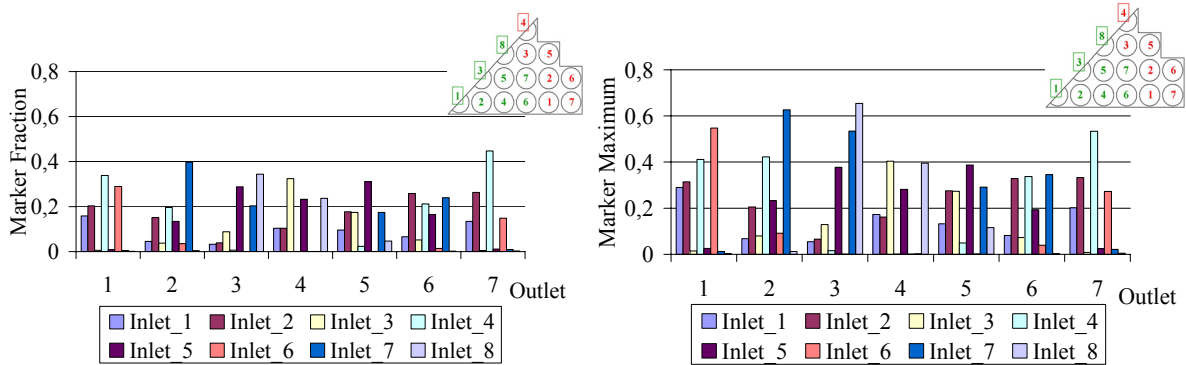 4
8
3 5
3 5 7 2 6
1 2 4 6 1 7
Marker Fraction
0,8
0,6
0,4
0,2
0
1 2 3 4 5 6 7 Outlet
Inlet_1 Inlet_2 Inlet_3 Inlet_4
Inlet_5 Inlet_6 Inlet_7 Inlet_8
4
8
3 5
3 5 7 2 6
1 2 4 6 1 7
Marker Maximum
0,8
0,6
0,4
0,2
0
1 2 3 4 5 6 7 Outlet
Inlet_1 Inlet_2 Inlet_3 Inlet_4
Inlet_5 Inlet_6 Inlet_7 Inlet_8